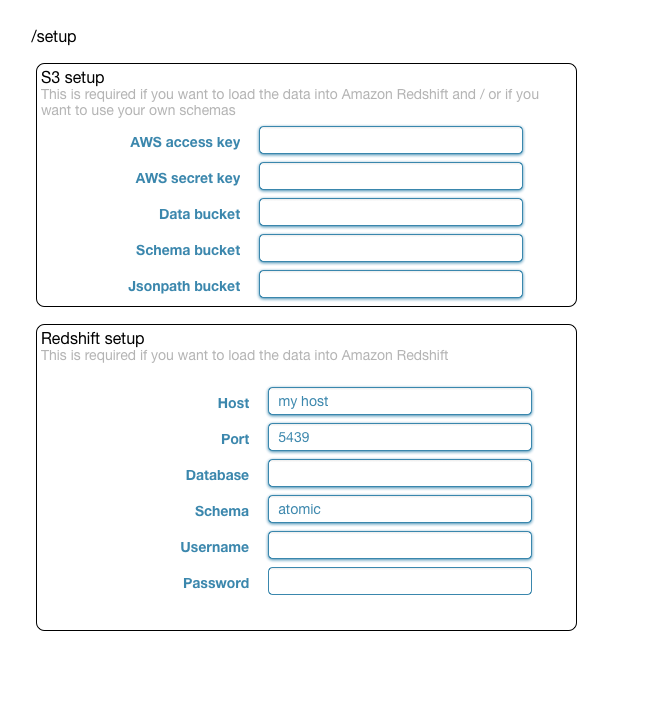 /setup
S3 setup
This is required if you want to load the data into Amazon Redshift and / or if you
want to use your own schemas
AWS access key
AWS secret key
Data bucket
Schema bucket
Jsonpath bucket
Redshift setup
This is required if you want to load the data into Amazon Redshift
Host my host
Port 5439
Database
Schema atomic
Username
Password